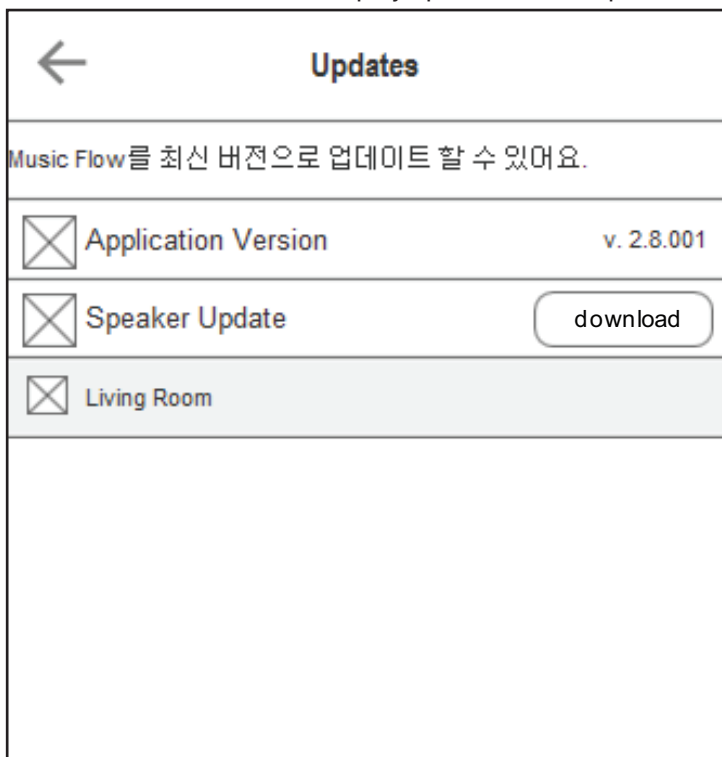 Updates
Music Flow를 최신 버전으로 업데이트 할 수 있어요.
Application Version v. 2.8.001
Speaker Update download
Living Room